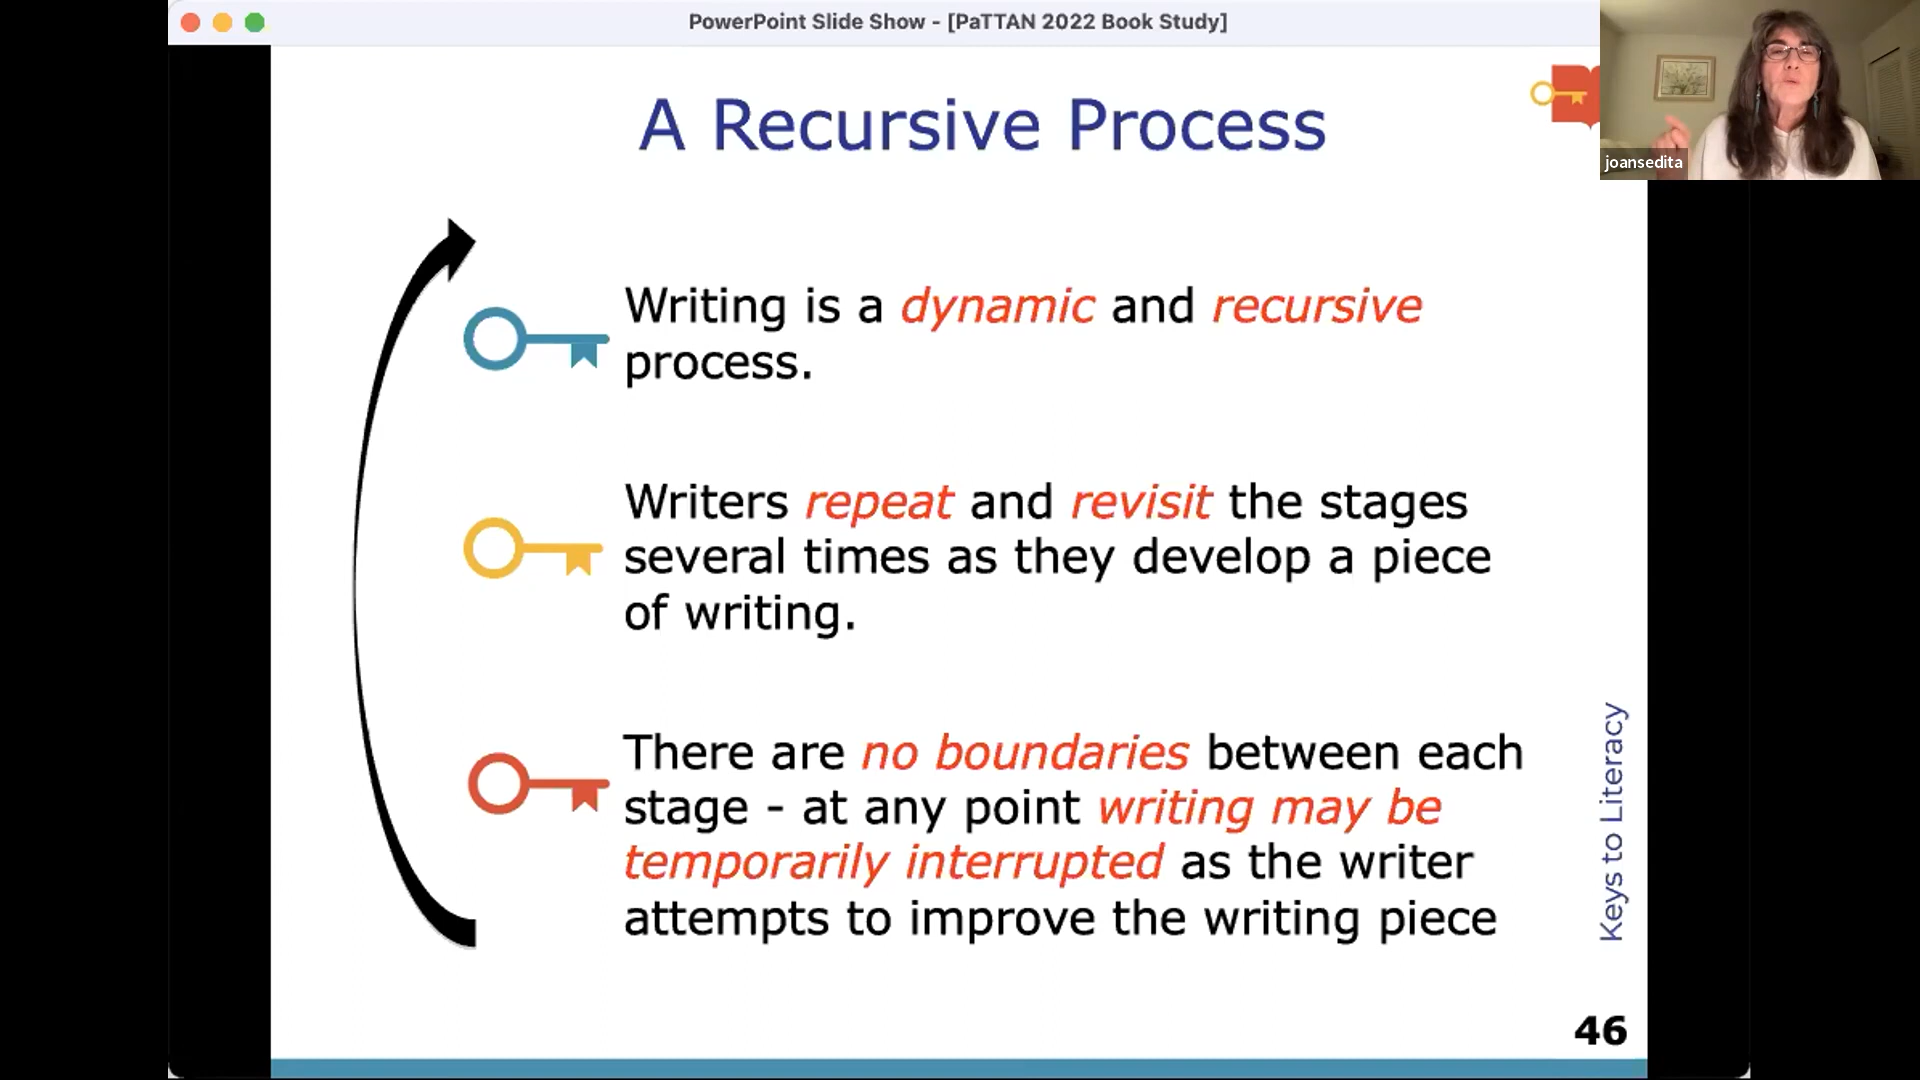 PowerPoint Slide Show - [PaTTAN 2022 Book Study]
joansedita
A Recursive Process
Writing is a dynamic and recursive
process.
Writers repeat and revisit the stages
several times as they develop a piece
of writing.
There are no boundaries between each
stage - at any point writing may be
temporarily interrupted as the writer
attempts to improve the writing piece
Keys to Literacy
46